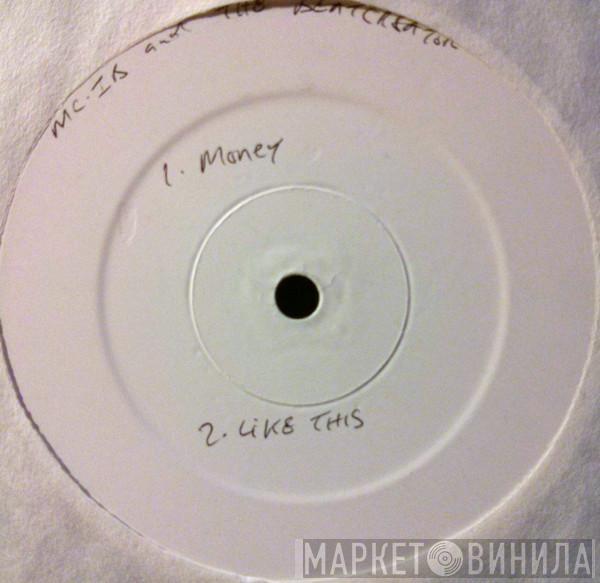 MC.IB and THE BEATCREATOR
1. Money
2. LIKE THIS
МАРКЕТ ВИНИЛА